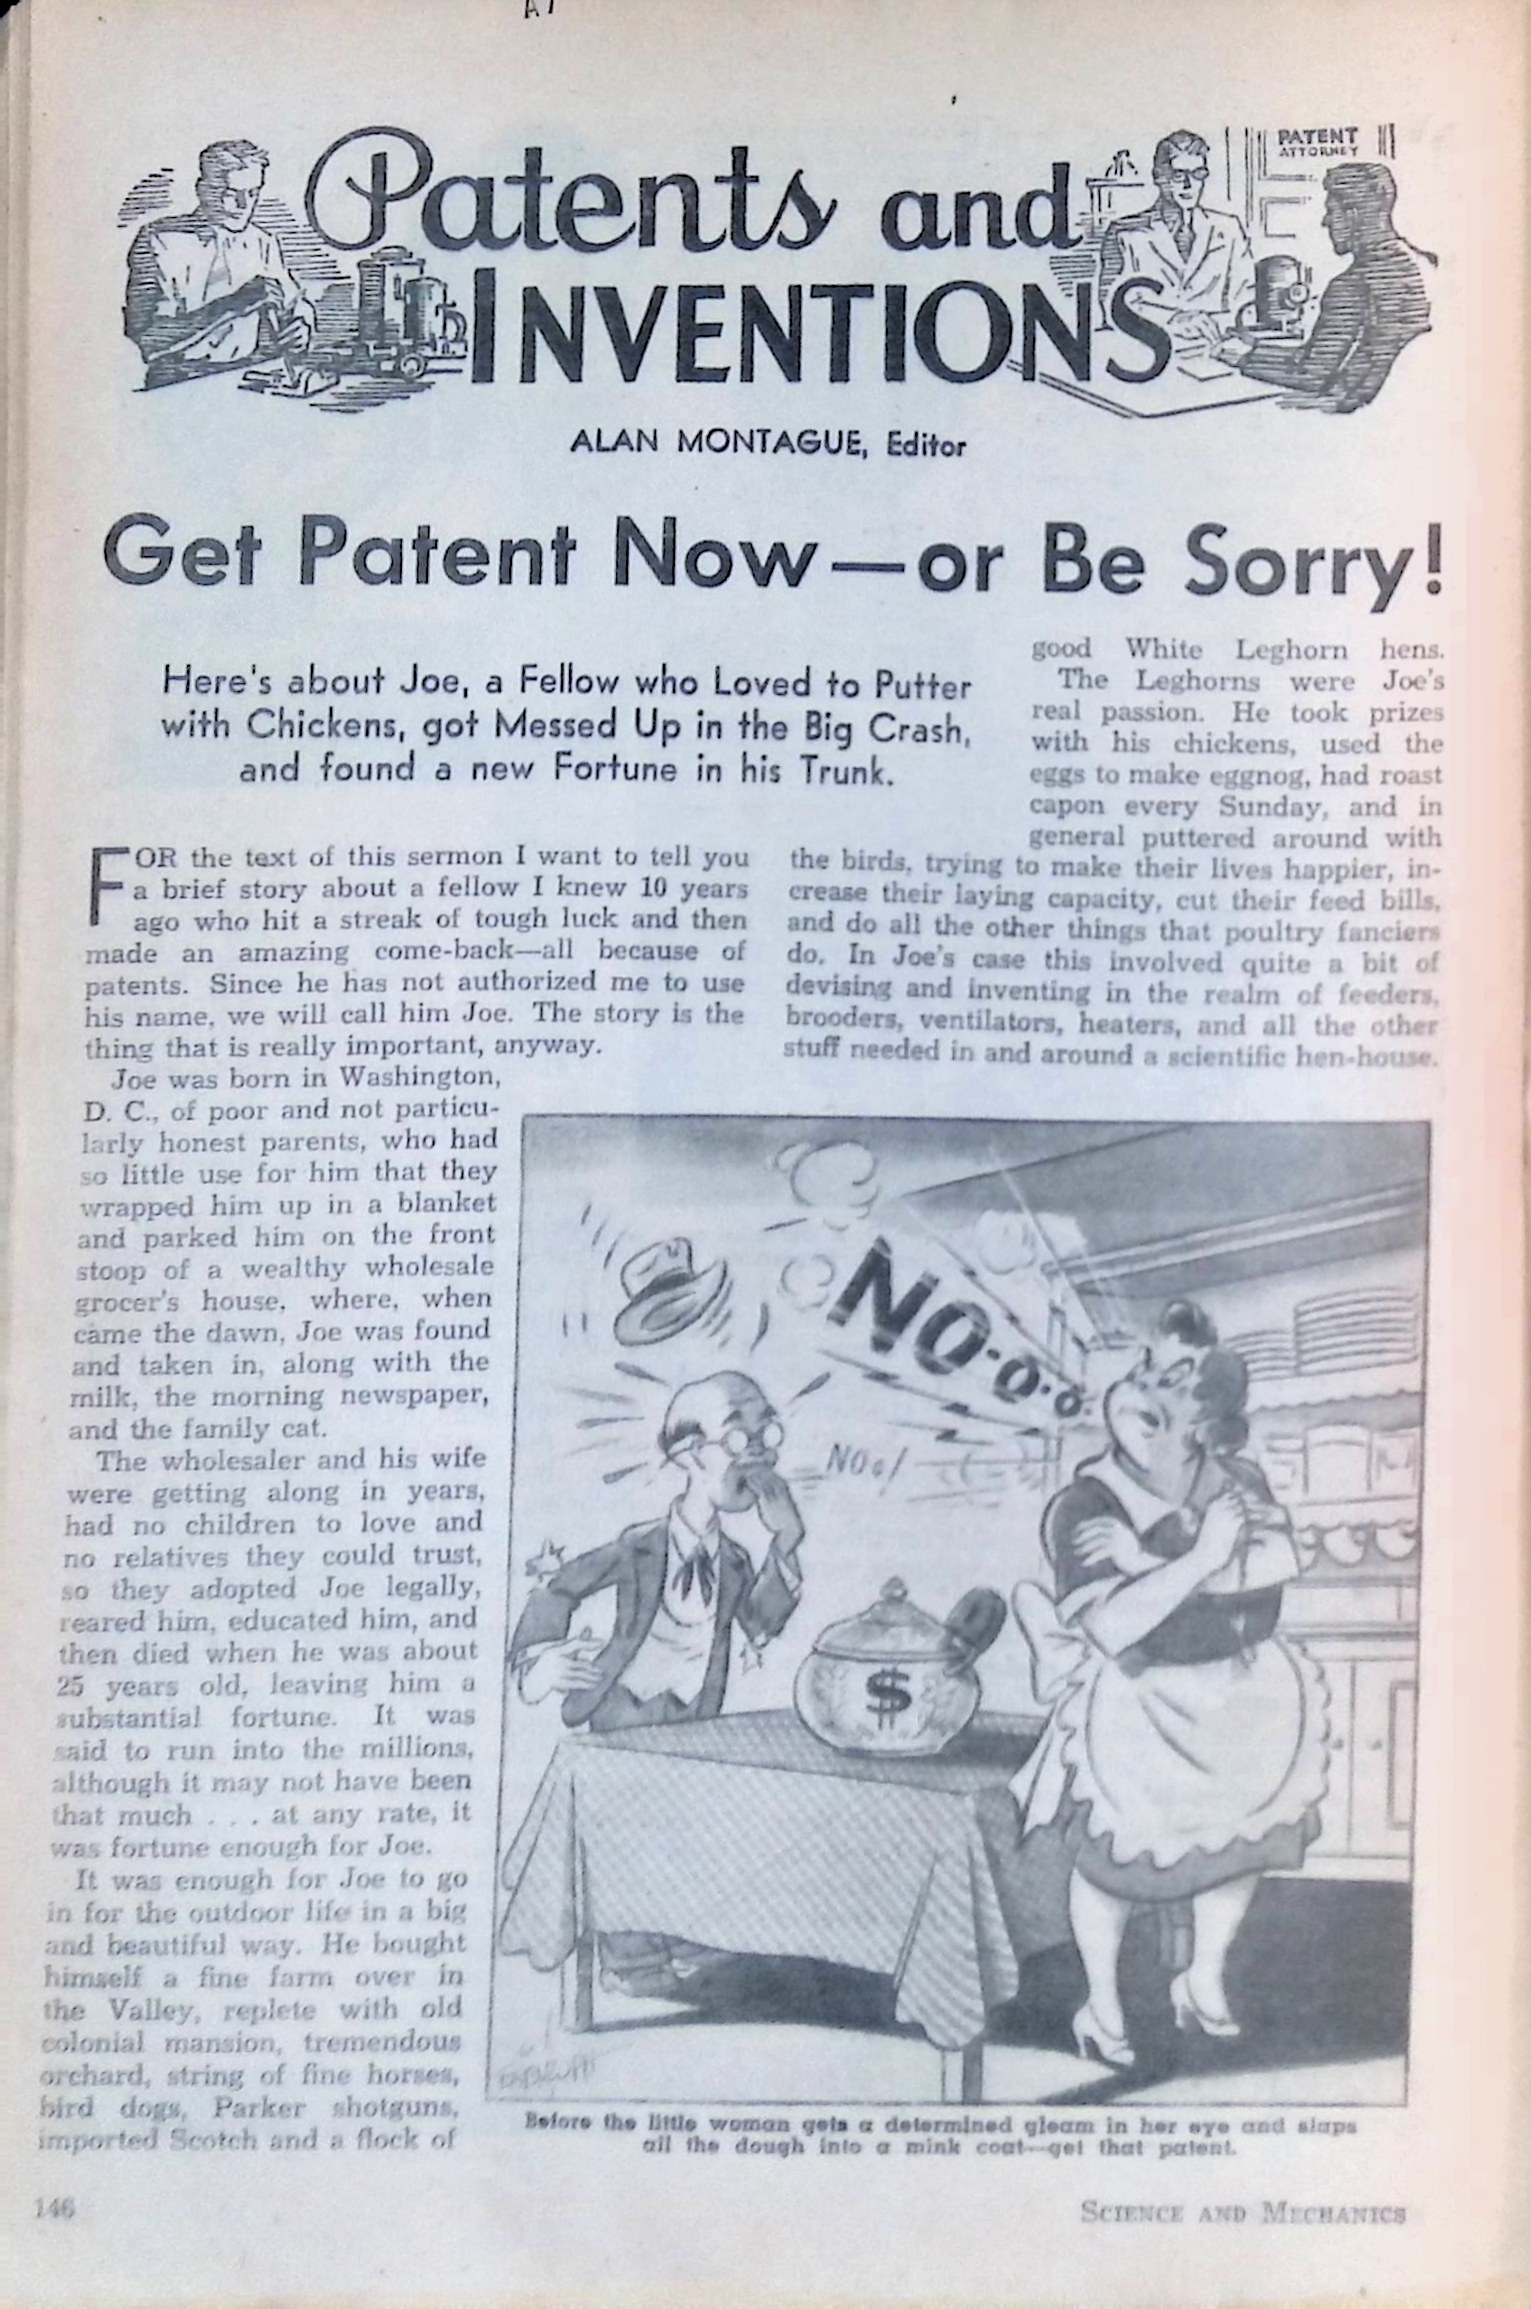 A
PATENT
ATTORNEY
Patents and
INVENTIONS
ALAN MONTAGUE, Editor
Get Patent Now—or Be Sorry!
Here's about Joe, a Fellow who Loved to Putter
with Chickens, got Messed Up in the Big Crash,
and found a new Fortune in his Trunk.
FOR the text of this sermon I want to tell you
a brief story about a fellow I knew 10 years
ago who hit a streak of tough luck and then
made an amazing come-back—all because of
patents. Since he has not authorized me to use
his name, we will call him Joe. The story is the
thing that is really important, anyway.
Joe was born in Washington,
D. C., of poor and not particu-
larly honest parents, who had
so little use for him that they
wrapped him up in a blanket
and parked him on the front
stoop of a wealthy wholesale
grocer's house, where, when
came the dawn, Joe was found
and taken in, along with the
milk, the morning newspaper,
and the family cat.
The wholesaler and his wife
were getting along in years,
had no children to love and
no relatives they could trust,
so they adopted Joe legally,
reared him, educated him, and
then died when he was about
25 years old, leaving him a
substantial fortune. It was
said to run into the millions,
although it may not have been
that much . . . at any rate, it
was fortune enough for Joe.
It was enough for Joe to go
in for the outdoor life in a big
and beautiful way. He bought
himself a fine farm over in
the Valley, replete with old
colonial mansion, tremendous
orchard, string of fine horses,
bird dogs, Parker shotguns,
imported Scotch and a flock of
good White Leghorn hens.
The Leghorns were Joe's
real passion. He took prizes
with his chickens, used the
eggs to make eggnog, had roast
capon every Sunday, and in
general puttered around with
the birds, trying to make their lives happier, in-
crease their laying capacity, cut their feed bills,
and do all the other things that poultry fanciers
do. In Joe's case this involved quite a bit of
devising and inventing in the realm of feeders,
brooders, ventilators, heaters, and all the other
stuff needed in and around a scientific hen-house.
NO-O-O
NO!
$
Before the little woman gets a determined gleam in her eye and slaps
all the dough into a mink coat—get that patent.
146
SCIENCE AND MECHANICS